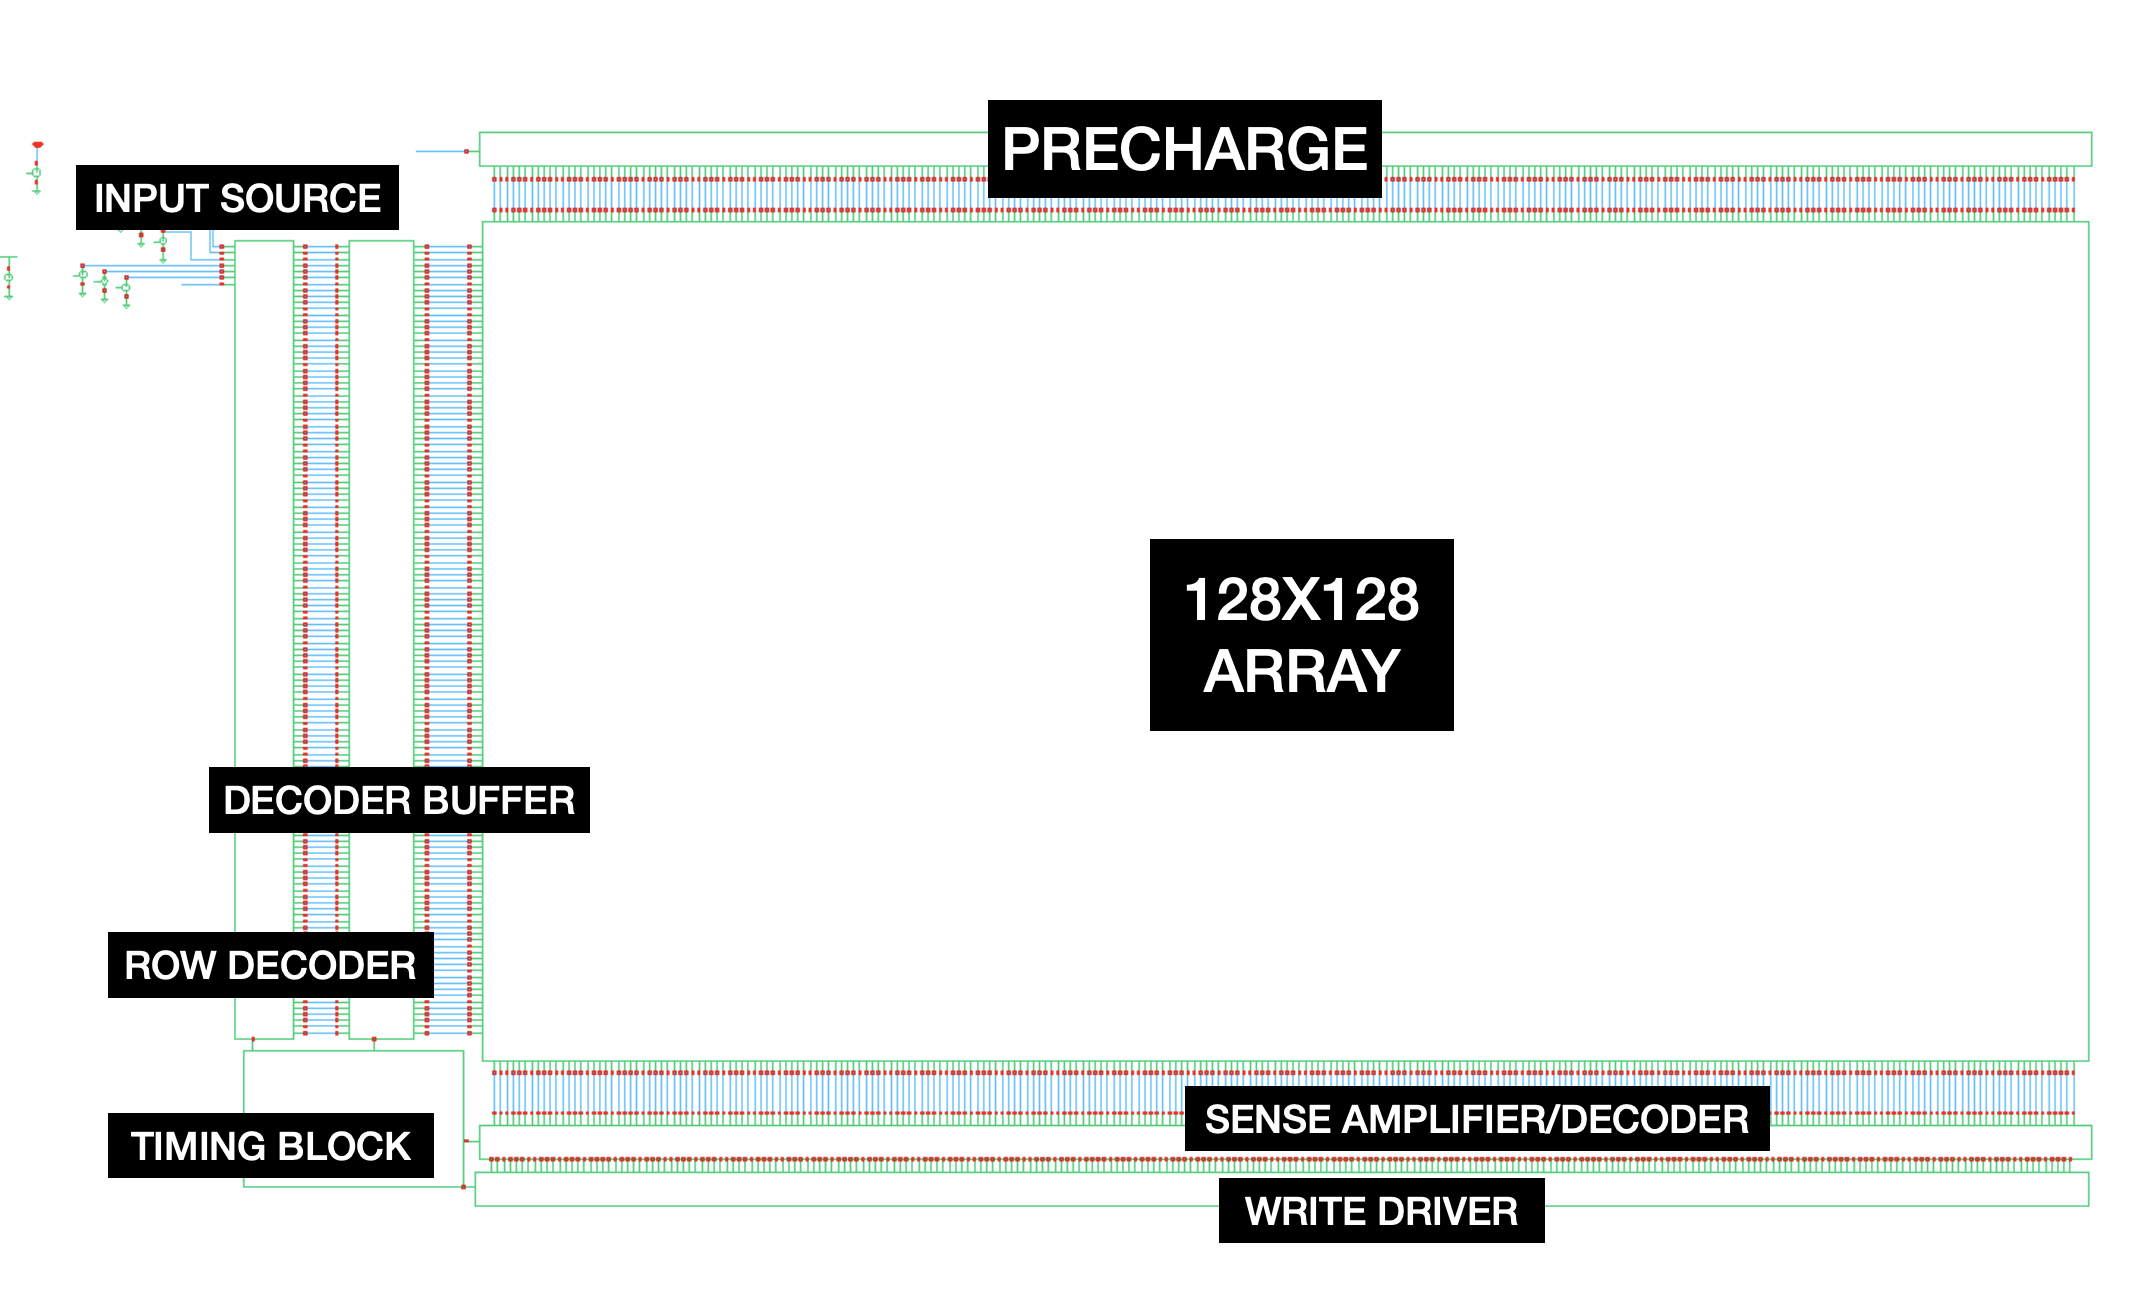 PRECHARGE
INPUT SOURCE
128X128
ARRAY
DECODER BUFFER
ROW DECODER
TIMING BLOCK
SENSE AMPLIFIER/DECODER
WRITE DRIVER